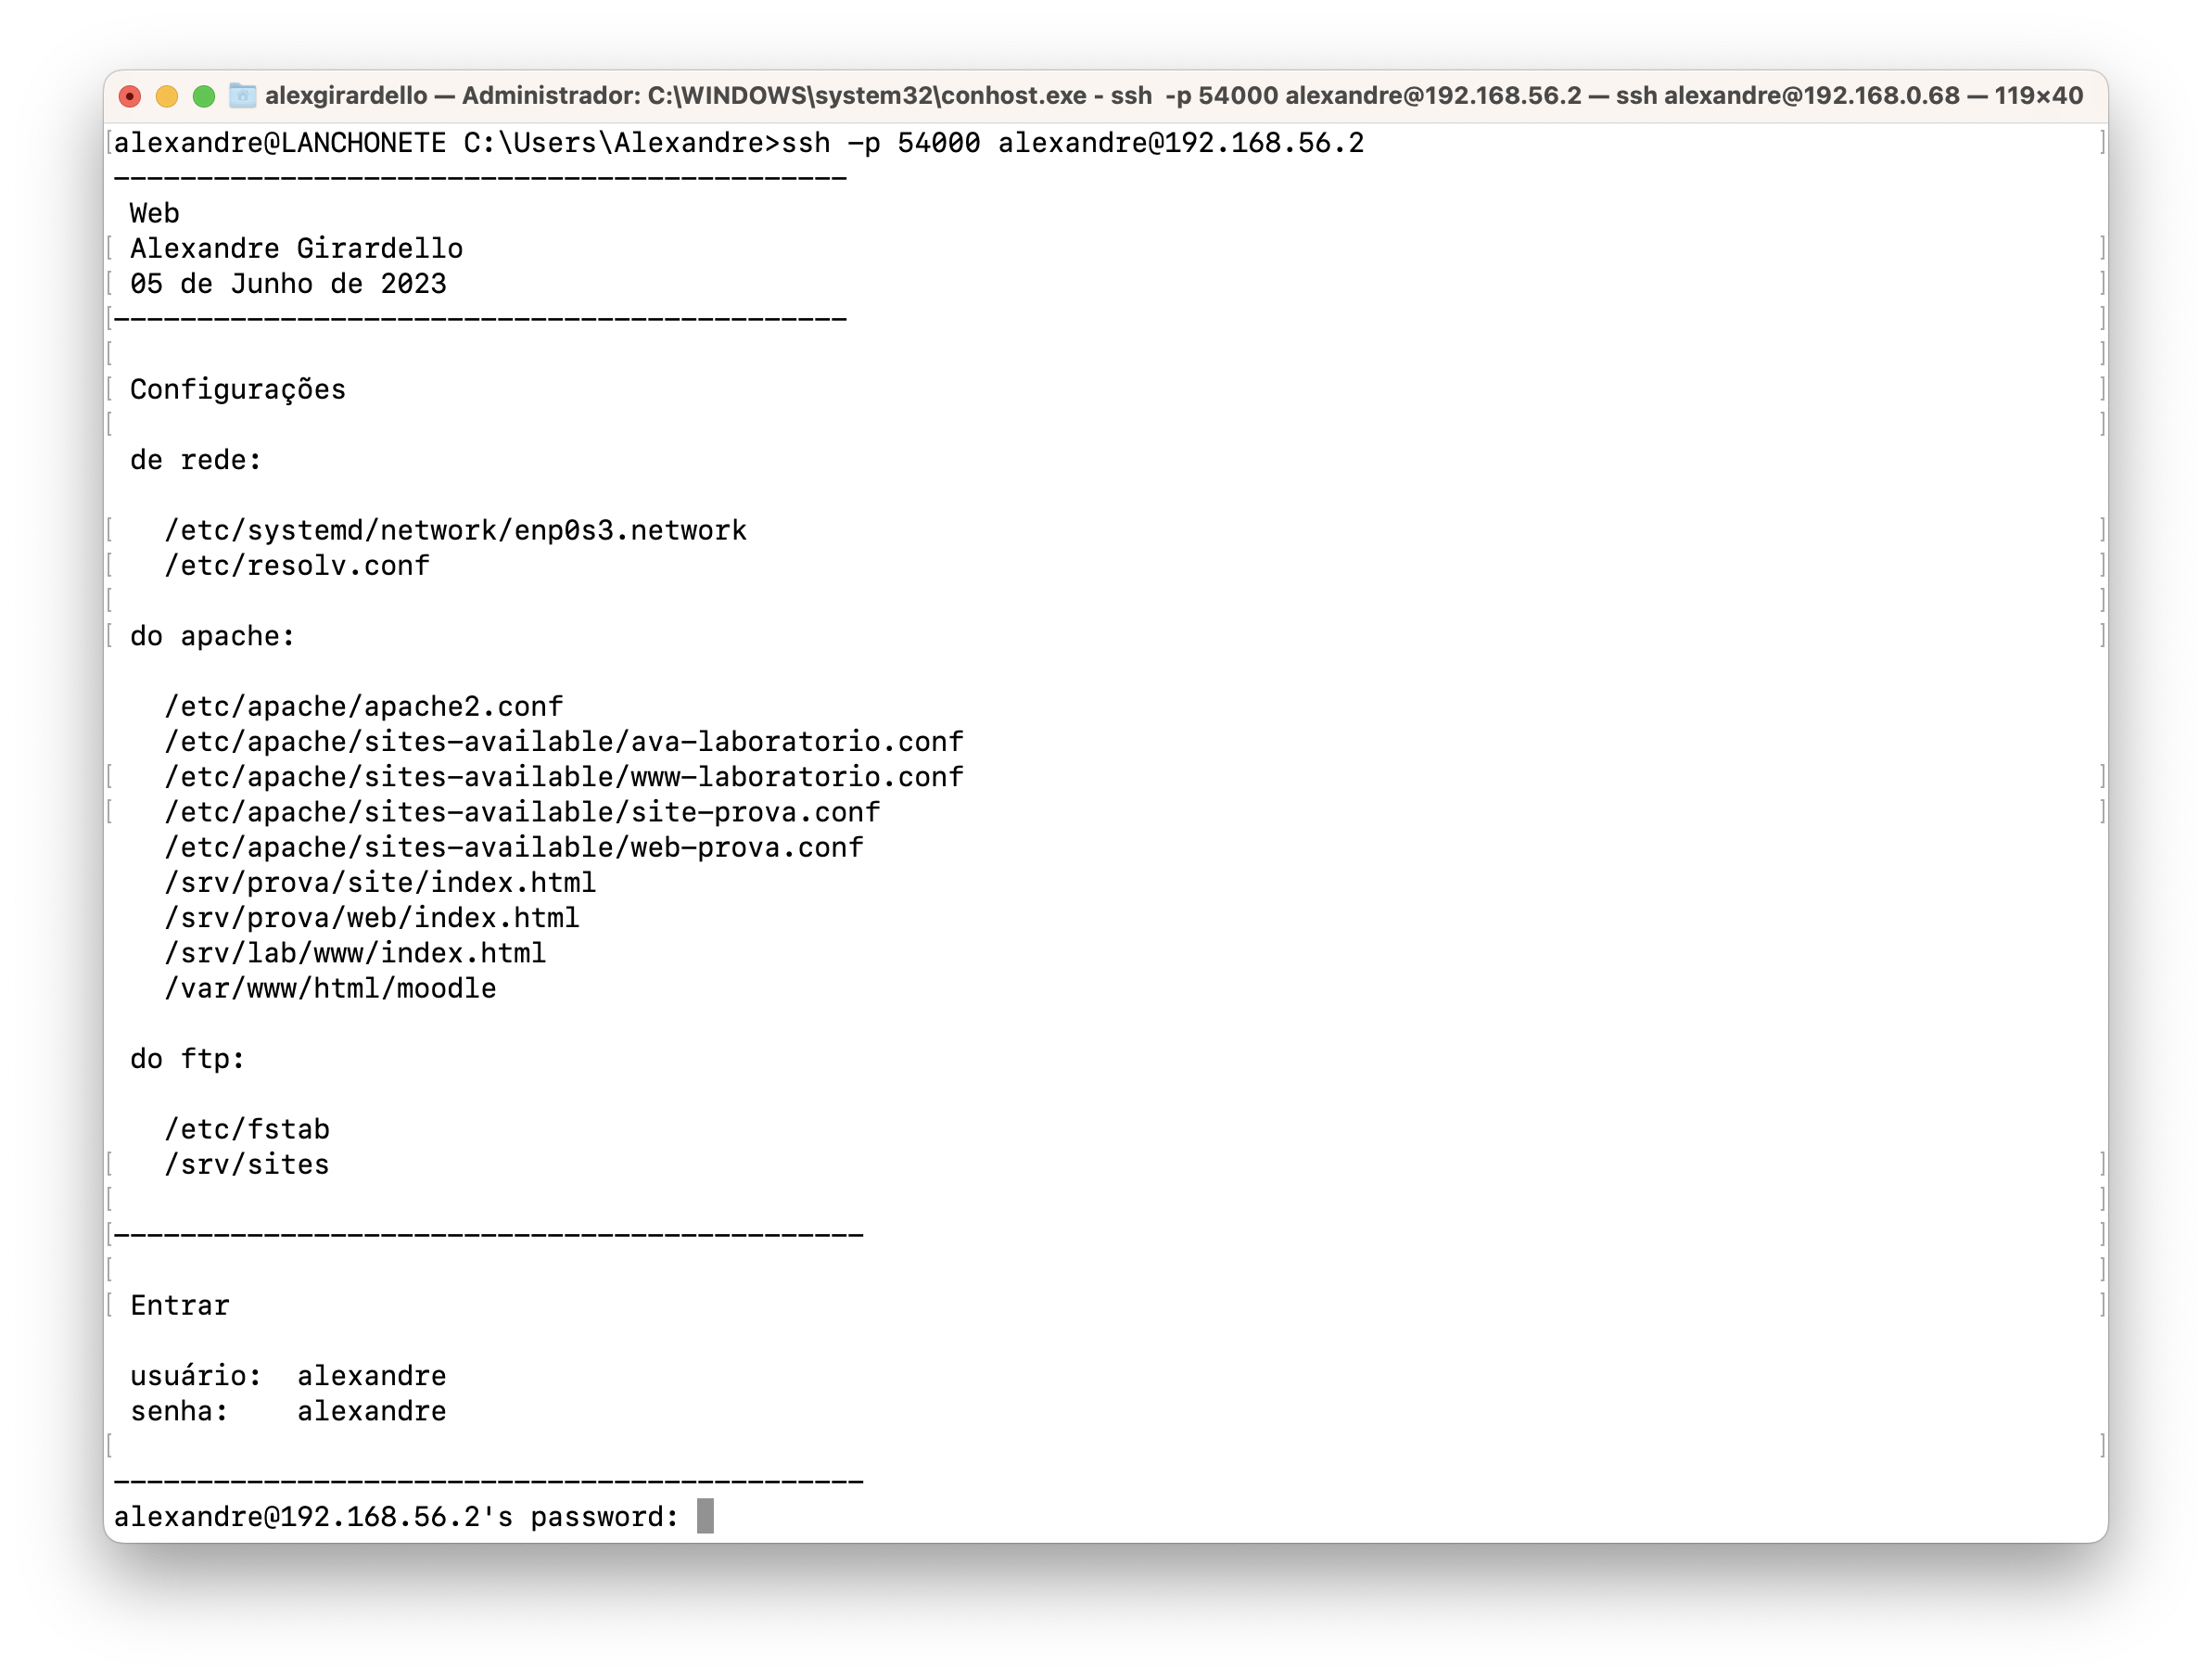 alexgirardello — Administrador: C:\WINDOWS\system32\conhost.exe - ssh  -p 54000 alexandre@192.168.56.2 — ssh alexandre@192.168.0.68 — 119×40
alexandre@LANCHONETE C:\Users\Alexandre>ssh -p 54000 alexandre@192.168.56.2
--------------------------------------------
Web
Alexandre Girardello
05 de Junho de 2023
--------------------------------------------
Configurações
de rede:
/etc/systemd/network/enp0s3.network
/etc/resolv.conf
do apache:
/etc/apache/apache2.conf
/etc/apache/sites-available/ava-laboratorio.conf
/etc/apache/sites-available/www-laboratorio.conf
/etc/apache/sites-available/site-prova.conf
/etc/apache/sites-available/web-prova.conf
/srv/prova/site/index.html
/srv/prova/web/index.html
/srv/lab/www/index.html
/var/www/html/moodle
do ftp:
/etc/fstab
/srv/sites
---------------------------------------------
Entrar
usuário:  alexandre
senha:    alexandre
---------------------------------------------
alexandre@192.168.56.2's password: